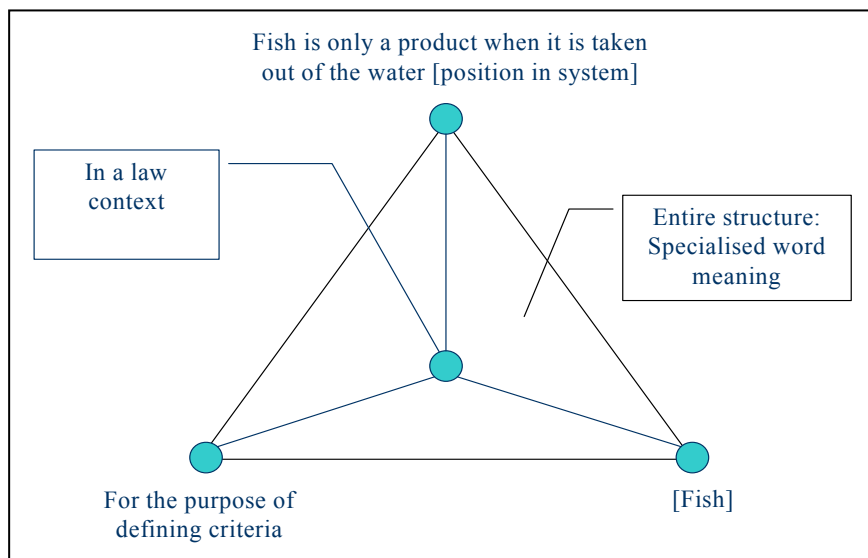 Fish is only a product when it is taken
out of the water [position in system]
In a law
context
Entire structure:
Specialised word
meaning
For the purpose of
defining criteria
[Fish]